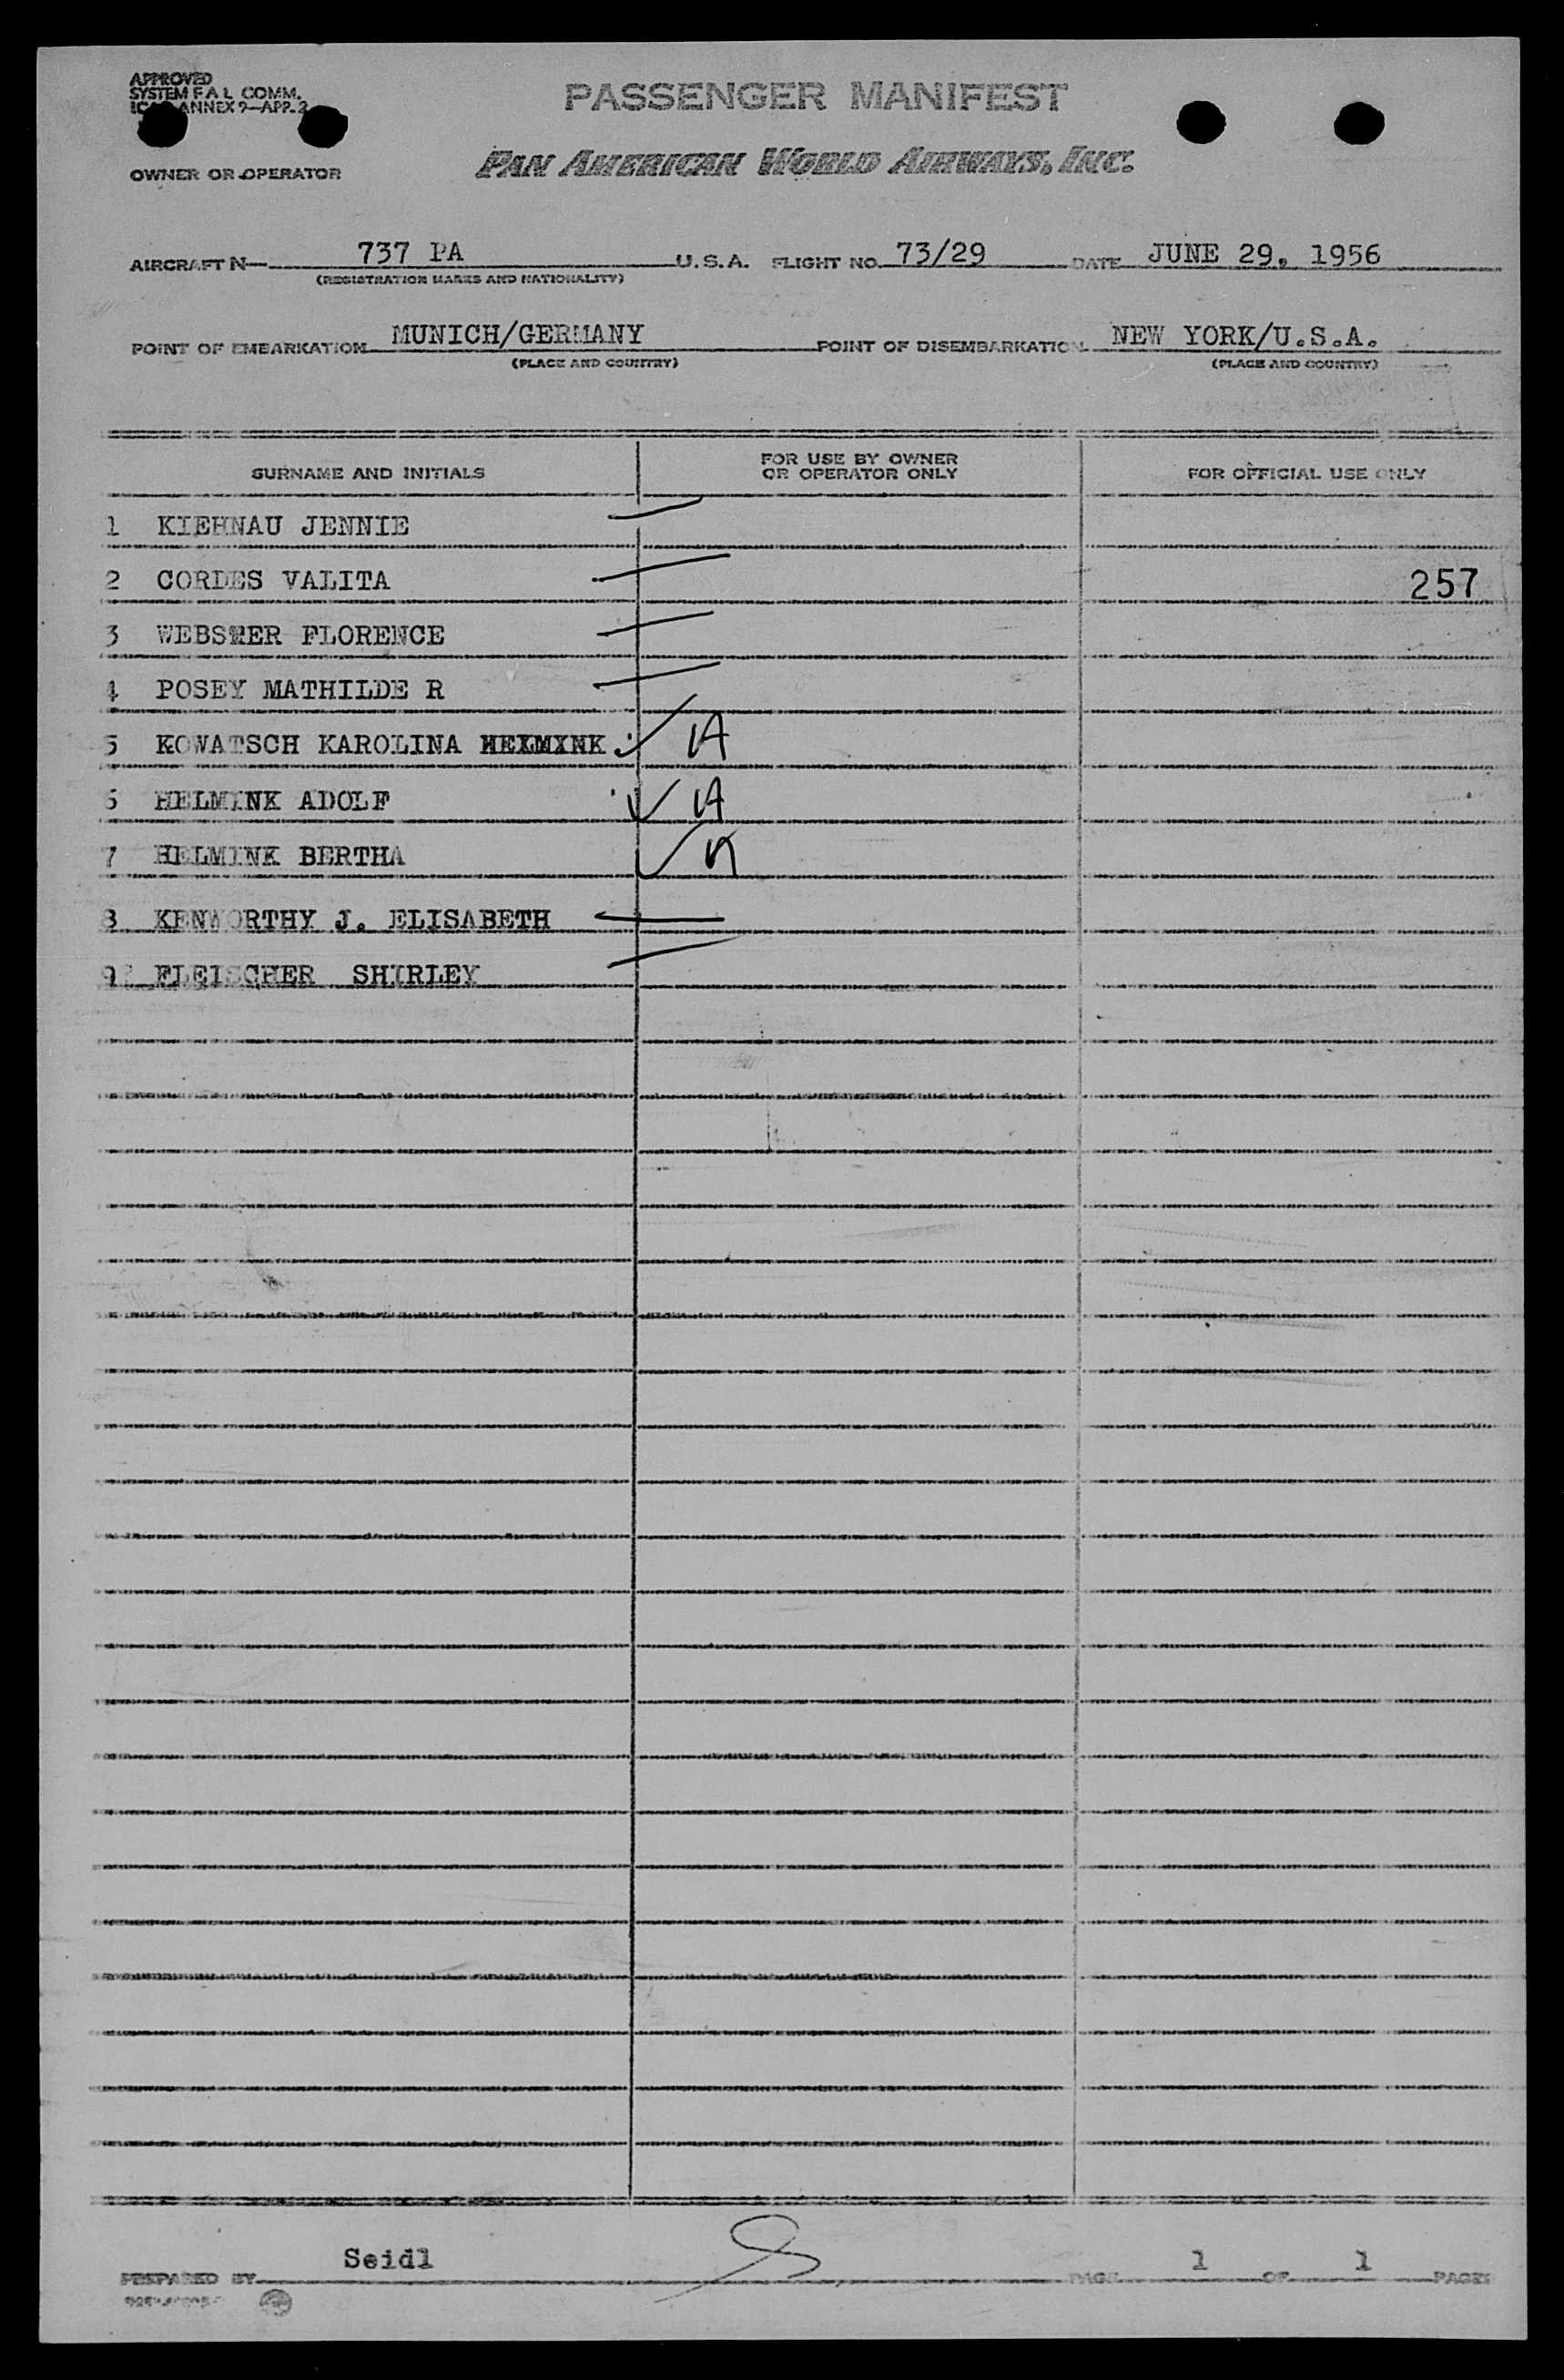 APPROVED
SYSTEM F A L COMM.
ANNEX 9—APP. 2
PASSENGER MANIFEST
PAN AMERICAN WORLD AIRWAYS, INC.
OWNER OR OPERATOR
AIRCRAFT N— 737 PA U.S.A. FLIGHT NO. 73/29 DATE JUNE 29, 1956
(REGISTRATION MARKS AND NATIONALITY)
POINT OF EMBARKATION MUNICH/GERMANY POINT OF DISEMBARKATION NEW YORK/U.S.A.
(PLACE AND COUNTRY) (PLACE AND COUNTRY)
SURNAME AND INITIALS
FOR USE BY OWNER
OR OPERATOR ONLY
FOR OFFICIAL USE ONLY
1 KIEHNAU JENNIE
2 CORDES VALITA 257
3 WEBSTER FLORENCE
4 POSEY MATHILDE R
5 KOWATSCH KAROLINA HELMINK IA
6 HELMINK ADOLF IA
7 HELMINK BERTHA
8 KENWORTHY J. ELISABETH
9 FLEISCHER SHIRLEY
PREPARED BY Seidl PAGE 1 OF 1 PAGES